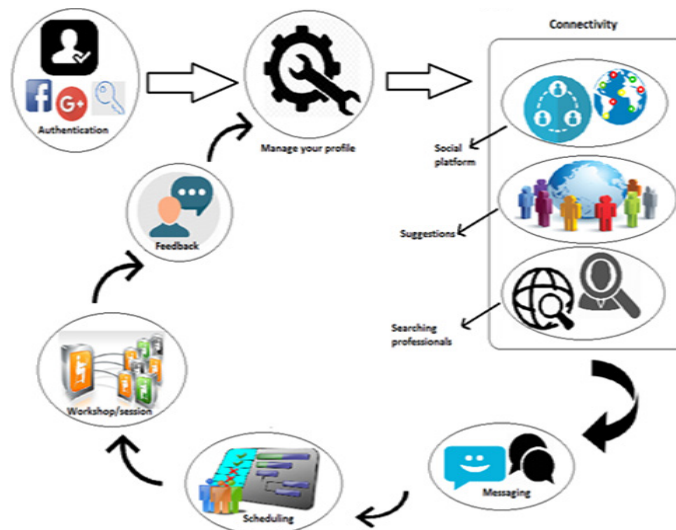 Connectivity
f
G+
Authentication
Manage your profile
Social
platform
Feedback
Suggestions
Searching
professionals
Workshop/session
Messaging
Scheduling